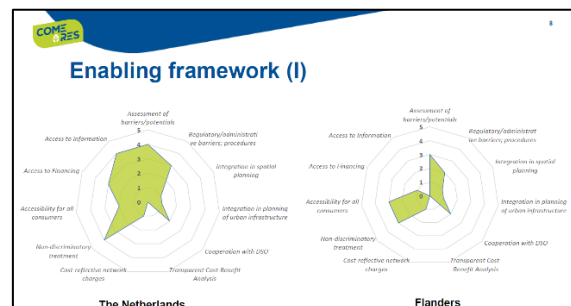 COME
RES
8
Enabling framework (I)
Assessment of
barriers/potentials
Regulatory/administrati
ve barriers; procedures
Integration in spatial
planning
Integration in planning
of urban infrastructure
Cooperation with DSO
Transparent Cost-Benefit
Analysis
Cost reflective network
charges
Non-discriminatory
treatment
Accessibility for all
consumers
Access to Financing
Access to Information
5
4
3
2
1
0
The Netherlands
Assessment of
barriers/potentials
Regulatory/administrati
ve barriers; procedures
Integration in spatial
planning
Integration in planning
of urban infrastructure
Cooperation with DSO
Transparent Cost
Benefit Analysis
Cost reflective network
charges
Non-discriminatory
treatment
Accessibility for all
consumers
Access to Financing
Access to Information
5
4
3
2
1
0
Flanders